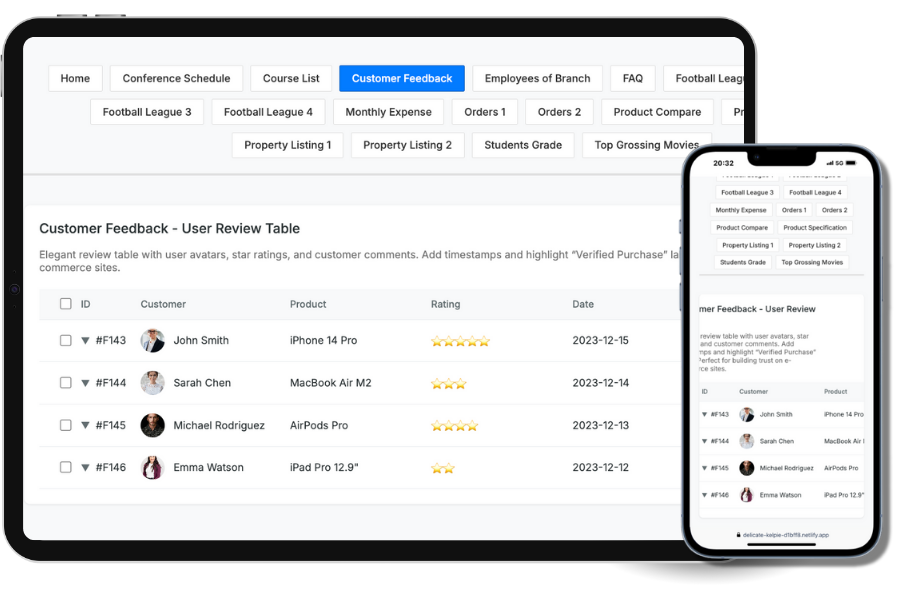 Home Conference Schedule Course List Customer Feedback Employees of Branch FAQ Football
Football League 3 Football League 4 Monthly Expense Orders 1 Orders 2 Product Compare
Property Listing 1 Property Listing 2 Students Grade Top Grossing Movies
Customer Feedback - User Review Table
Elegant review table with user avatars, star ratings, and customer comments. Add timestamps and highlight “Verified Purchase”
commerce sites.
ID Customer Product Rating Date
▼ #F143 John Smith iPhone 14 Pro ⭐⭐⭐⭐⭐ 2023-12-15
▼ #F144 Sarah Chen MacBook Air M2 ⭐⭐⭐ 2023-12-14
▼ #F145 Michael Rodriguez AirPods Pro ⭐⭐⭐⭐ 2023-12-13
▼ #F146 Emma Watson iPad Pro 12.9" ⭐⭐ 2023-12-12
20:32 5G
Football League 3 Football League 4
Monthly Expense Orders 1 Orders 2
Product Compare Product Specification
Property Listing 1 Property Listing 2
Students Grade Top Grossing Movies
mer Feedback - User Review
review table with user avatars, star
and customer comments. Add
mps and highlight “Verified Purchase”
Perfect for building trust on e-
rce sites.
ID Customer Product
▼ #F143 John Smith iPhone 14 Pro
▼ #F144 Sarah Chen MacBook Air
▼ #F145 Michael Rodriguez AirPods Pro
▼ #F146 Emma Watson iPad Pro 12.9"